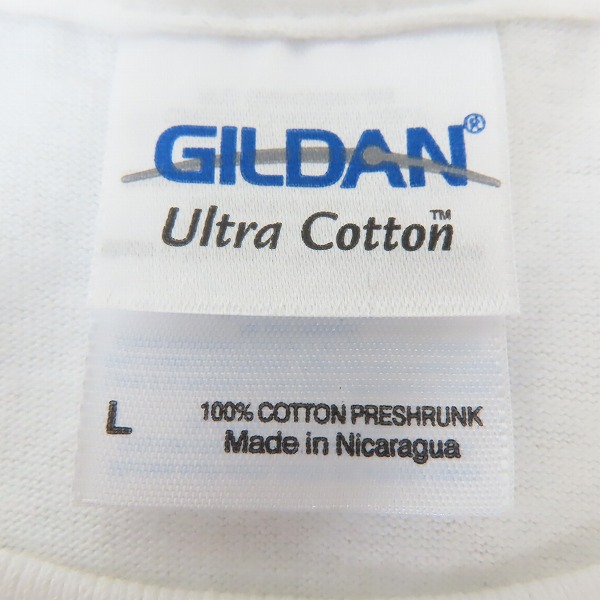 GILDAN®
Ultra Cotton™
L
100% COTTON PRESHRUNK
Made in Nicaragua